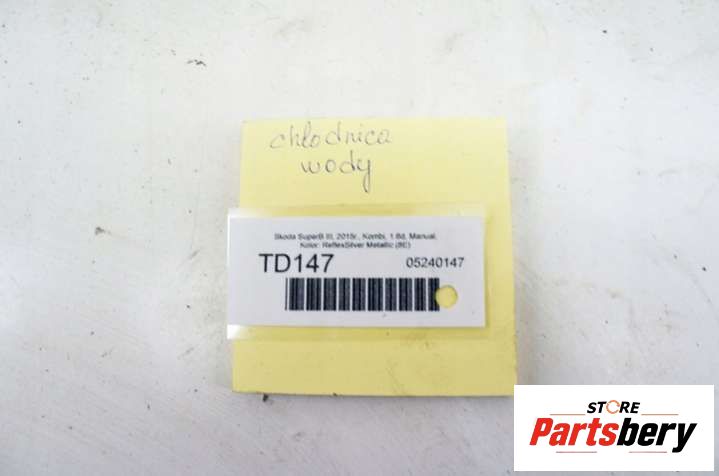 chłodnica
wody
Skoda SuperB III, 2015r., Kombi, 1.6d, Manual,
Kolor: ReflexSilver Metallic (8E)
TD147 05240147
STORE
Partsbery